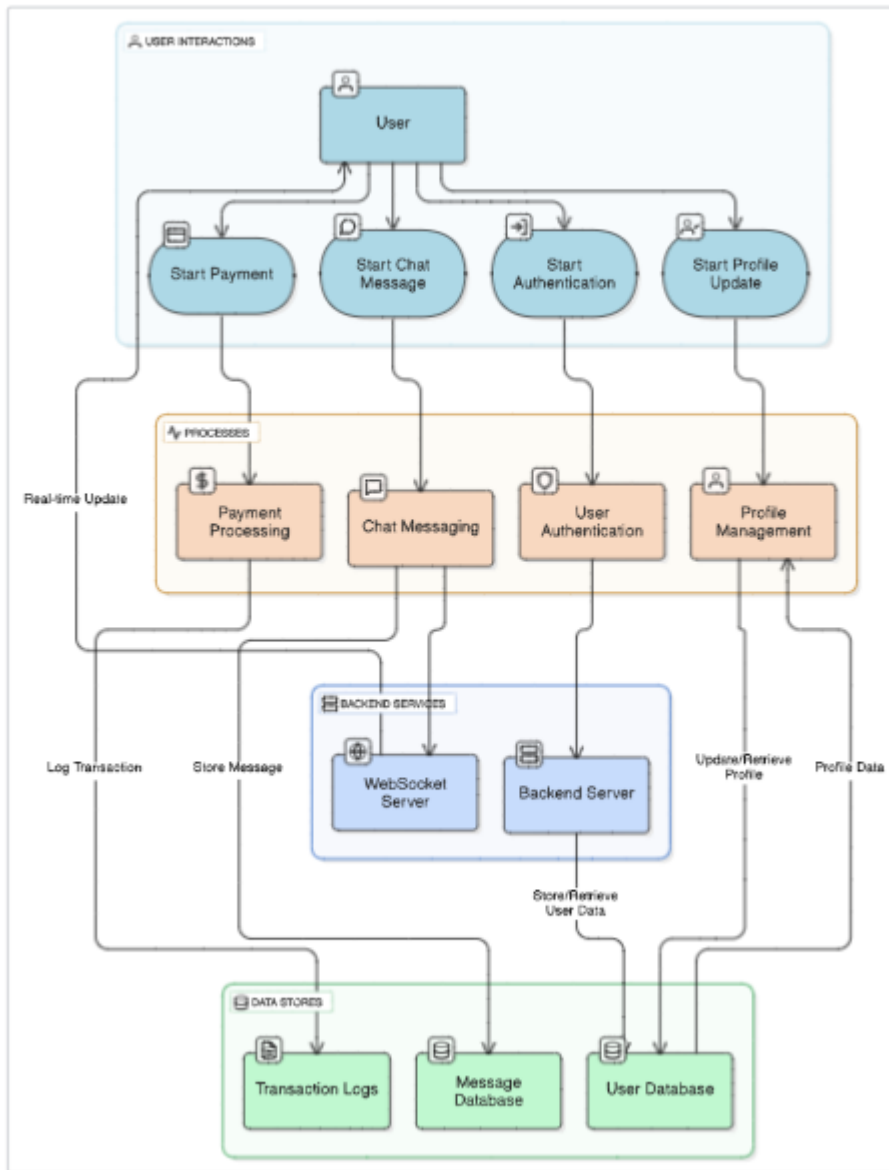 USER INTERACTIONS
User
Start Payment
Start Chat
Message
Start
Authentication
Start Profile
Update
PROCESSES
Real-time Update
Payment
Processing
Chat Messaging
User
Authentication
Profile
Management
BACKEND SERVICES
Log Transaction
Store Message
WebSocket
Server
Backend Server
Update/Retrieve
Profile
Profile Data
Store/Retrieve
User Data
DATA STORES
Transaction Logs
Message
Database
User Database